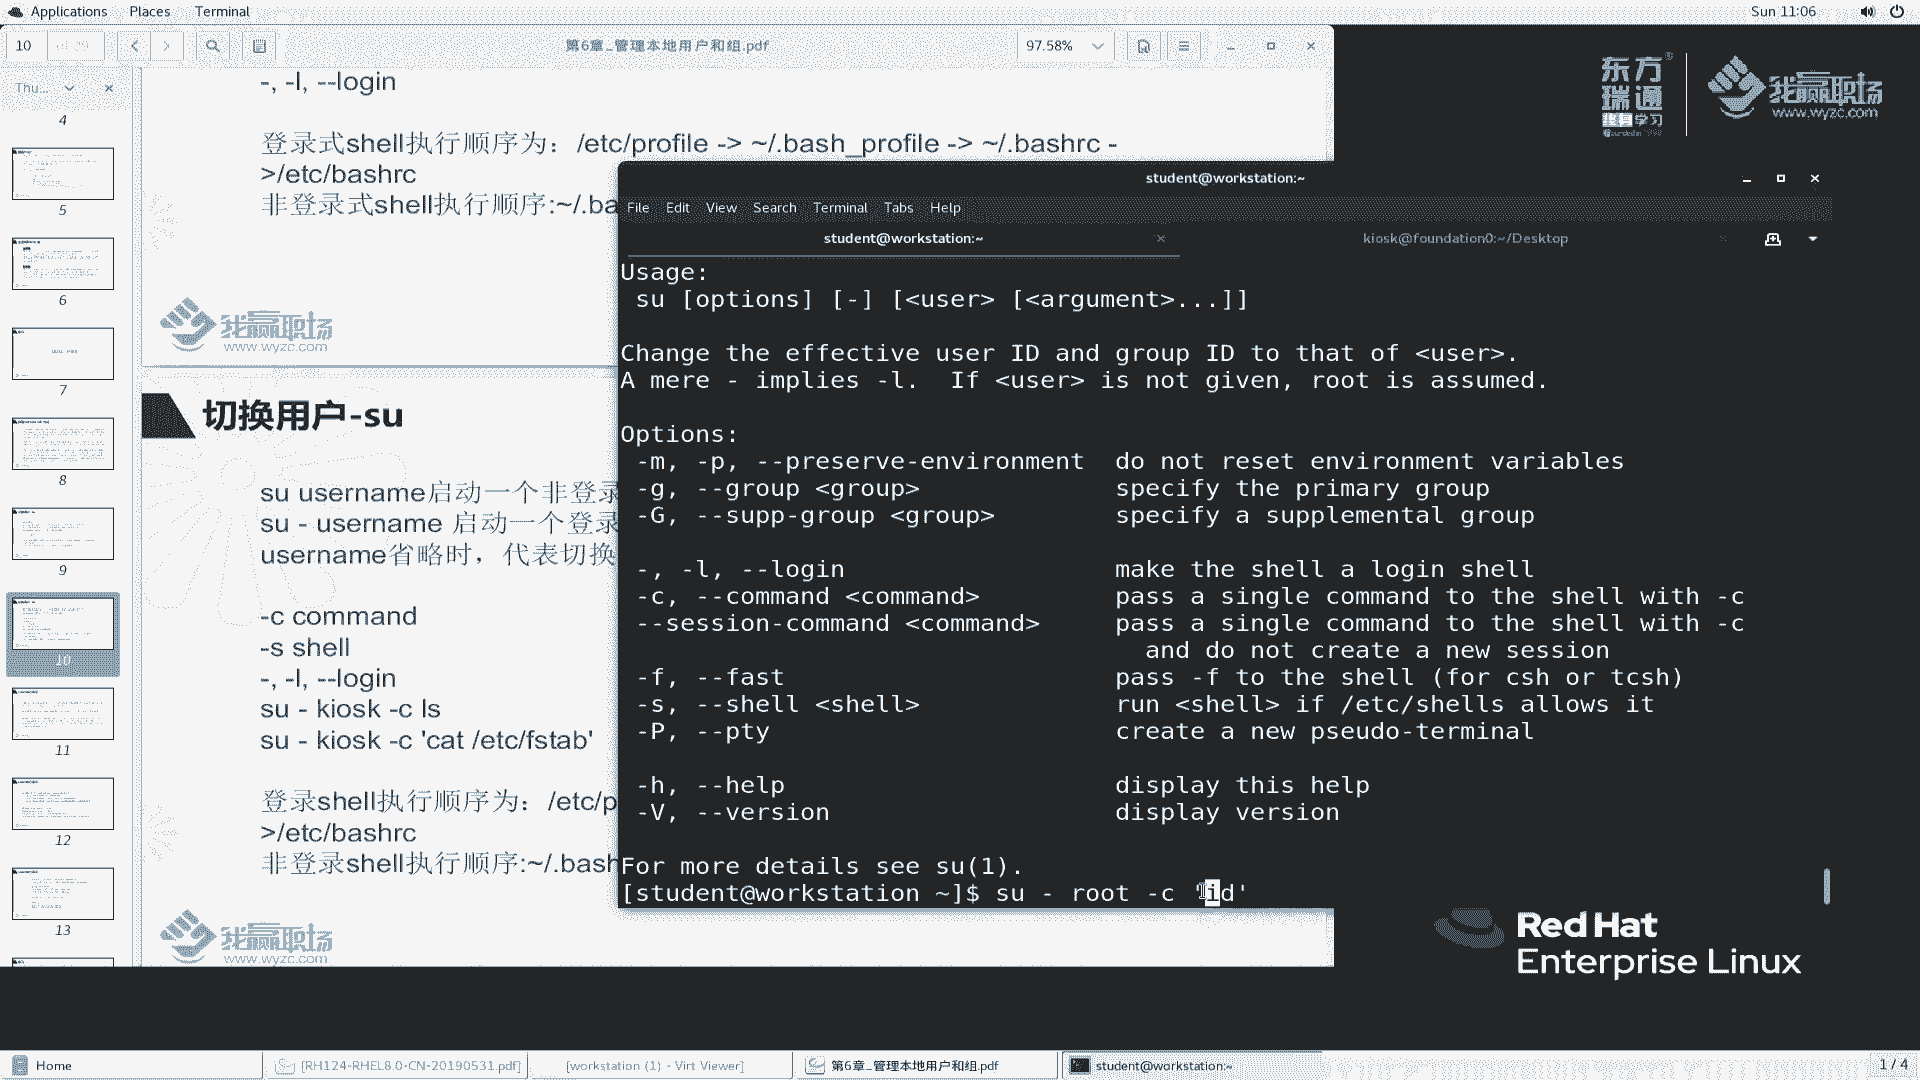 Applications Places Terminal
Sun 11:06
10
第6章_管理本地用户和组.pdf
97.58%
Thu...
4
5
6
7
8
9
10
11
12
13
-, -l, --login
登录式shell执行顺序为：/etc/profile -> ~/.bash_profile -> ~/.bashrc -
>/etc/bashrc
非登录式shell执行顺序:~/.ba
我赢职场
www.wyzc.com
切换用户-su
su username启动一个非登录
su - username 启动一个登录
username省略时，代表切换
-c command
-s shell
-, -l, --login
su - kiosk -c ls
su - kiosk -c 'cat /etc/fstab'
登录shell执行顺序为：/etc/p
>/etc/bashrc
非登录shell执行顺序:~/.bash
我赢职场
www.wyzc.com
东方
瑞通
终身学习
我赢职场
www.wyzc.com
student@workstation:~
File Edit View Search Terminal Tabs Help
student@workstation:~
kiosk@foundation0:~/Desktop
Usage:
su [options] [-] [<user> [<argument>...]]
Change the effective user ID and group ID to that of <user>.
A mere - implies -l.  If <user> is not given, root is assumed.
Options:
-m, -p, --preserve-environment  do not reset environment variables
-g, --group <group>             specify the primary group
-G, --supp-group <group>        specify a supplemental group
-, -l, --login                  make the shell a login shell
-c, --command <command>         pass a single command to the shell with -c
--session-command <command>     pass a single command to the shell with -c
and do not create a new session
-f, --fast                      pass -f to the shell (for csh or tcsh)
-s, --shell <shell>             run <shell> if /etc/shells allows it
-P, --pty                       create a new pseudo-terminal
-h, --help                      display this help
-V, --version                   display version
For more details see su(1).
[student@workstation ~]$ su - root -c 'id'
Red Hat
Enterprise Linux
Home
[RH124-RHEL8.0-CN-20190531.pdf]
[workstation (1) - Virt Viewer]
第6章_管理本地用户和组.pdf
student@workstation:~
1 / 4